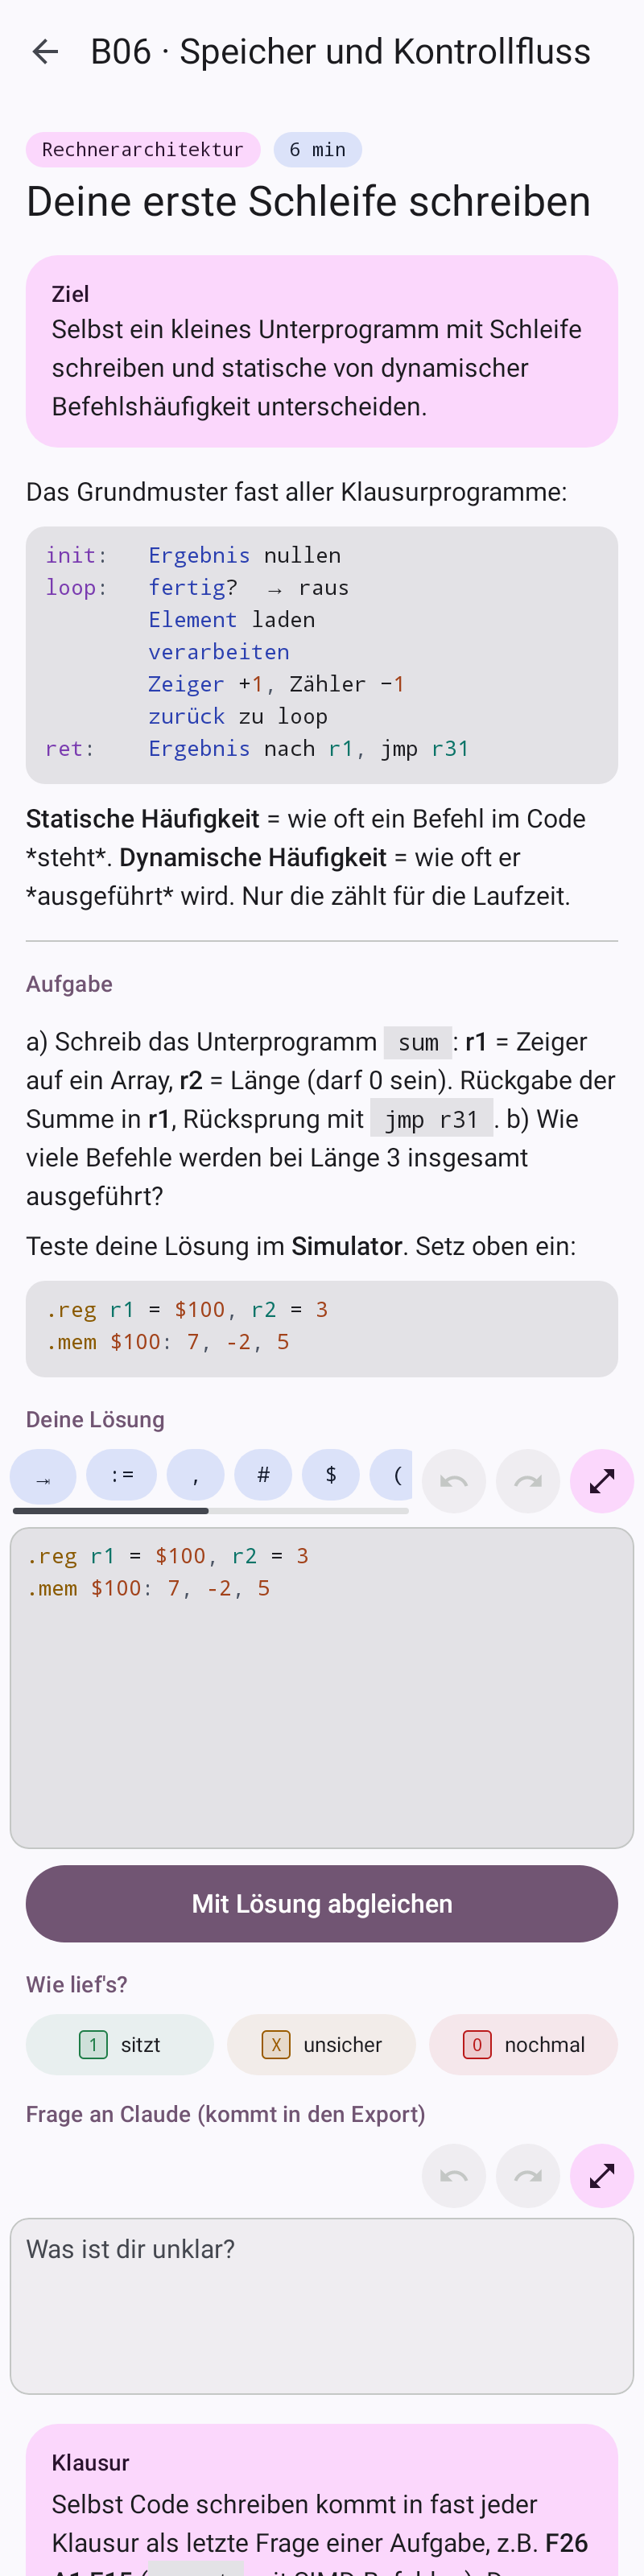 B06 · Speicher und Kontrollfluss
Rechnerarchitektur 6 min
Deine erste Schleife schreiben
Ziel
Selbst ein kleines Unterprogramm mit Schleife
schreiben und statische von dynamischer
Befehlshäufigkeit unterscheiden.
Das Grundmuster fast aller Klausurprogramme:
init: Ergebnis nullen
loop: fertig? → raus
Element laden
verarbeiten
Zeiger +1, Zähler −1
zurück zu loop
ret: Ergebnis nach r1, jmp r31
Statische Häufigkeit = wie oft ein Befehl im Code
*steht*. Dynamische Häufigkeit = wie oft er
*ausgeführt* wird. Nur die zählt für die Laufzeit.
Aufgabe
a) Schreib das Unterprogramm sum : r1 = Zeiger
auf ein Array, r2 = Länge (darf 0 sein). Rückgabe der
Summe in r1, Rücksprung mit jmp r31 . b) Wie
viele Befehle werden bei Länge 3 insgesamt
ausgeführt?
Teste deine Lösung im Simulator. Setz oben ein:
.reg r1 = $100, r2 = 3
.mem $100: 7, -2, 5
Deine Lösung
→ := , # $ (
.reg r1 = $100, r2 = 3
.mem $100: 7, -2, 5
Mit Lösung abgleichen
Wie lief's?
1 sitzt X unsicher 0 nochmal
Frage an Claude (kommt in den Export)
Was ist dir unklar?
Klausur
Selbst Code schreiben kommt in fast jeder
Klausur als letzte Frage einer Aufgabe, z.B. F26